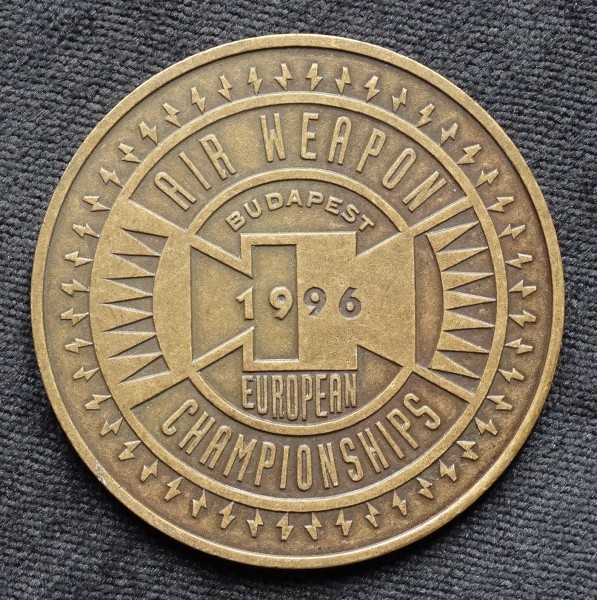 AIR WEAPON
BUDAPEST
1996
EUROPEAN
CHAMPIONSHIPS